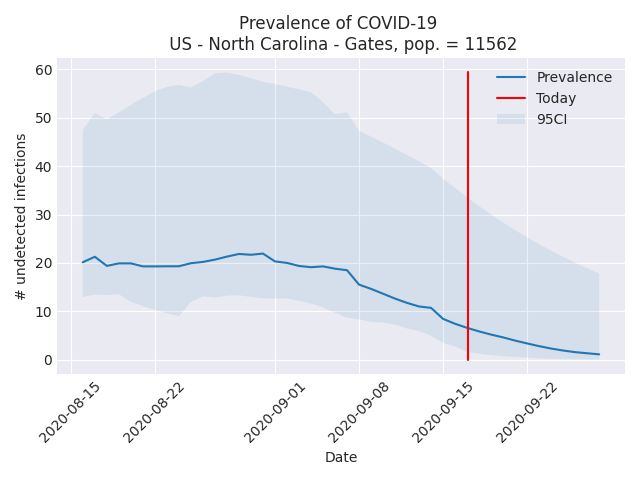 Prevalence of COVID-19
US - North Carolina - Gates, pop. = 11562
60
50
40
30
20
10
0
# undetected infections
Prevalence
Today
95CI
2020-08-15
2020-08-22
2020-09-01
2020-09-08
2020-09-15
2020-09-22
Date